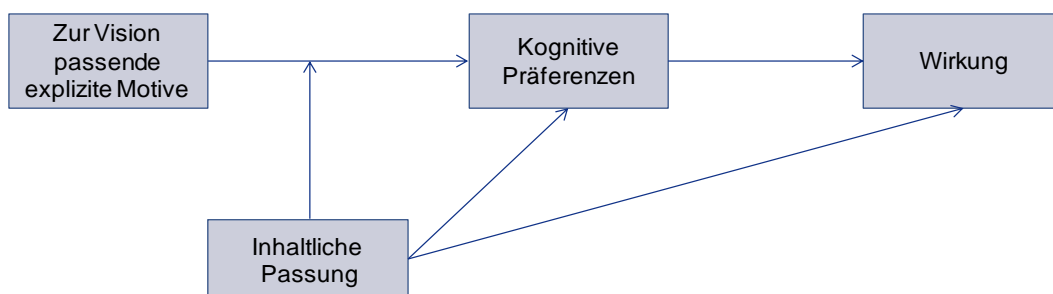 Zur Vision
passende
explizite Motive
Kognitive
Präferenzen
Wirkung
Inhaltliche
Passung